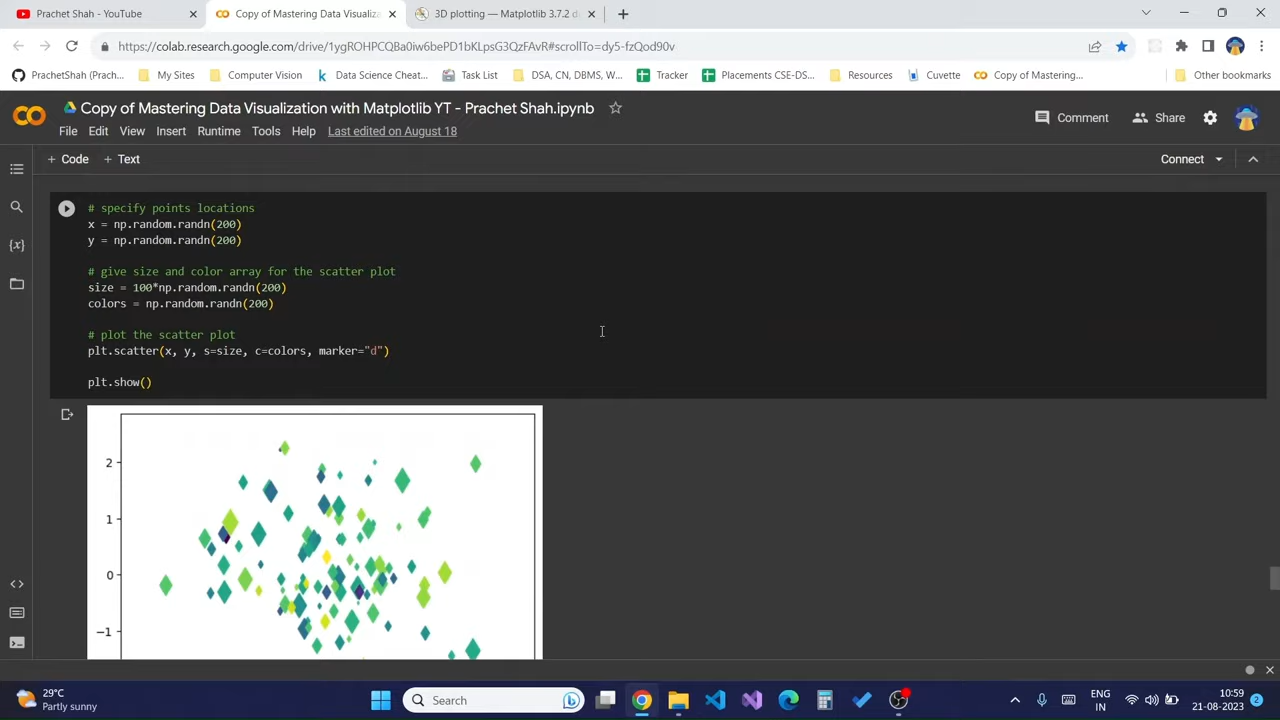 Prachet Shah - YouTube
Copy of Mastering Data Visualiza
3D plotting — Matplotlib 3.7.2 d
https://colab.research.google.com/drive/1ygROHPCQBa0iw6bePD1bKLpsG3QzFAvR#scrollTo=dy5-fzQod90v
PrachetShah (Prach...
My Sites
Computer Vision
Data Science Cheat...
Task List
DSA, CN, DBMS, W...
Tracker
Placements CSE-DS...
Resources
Cuvette
Copy of Mastering...
Other bookmarks
Copy of Mastering Data Visualization with Matplotlib YT - Prachet Shah.ipynb
Comment
Share
File Edit View Insert Runtime Tools Help Last edited on August 18
+ Code + Text
Connect
# specify points locations
x = np.random.randn(200)
y = np.random.randn(200)
# give size and color array for the scatter plot
size = 100*np.random.randn(200)
colors = np.random.randn(200)
# plot the scatter plot
plt.scatter(x, y, s=size, c=colors, marker="d")
plt.show()
2
1
0
−1
29°C
Partly sunny
Search
ENG
IN
10:59
21-08-2023
2